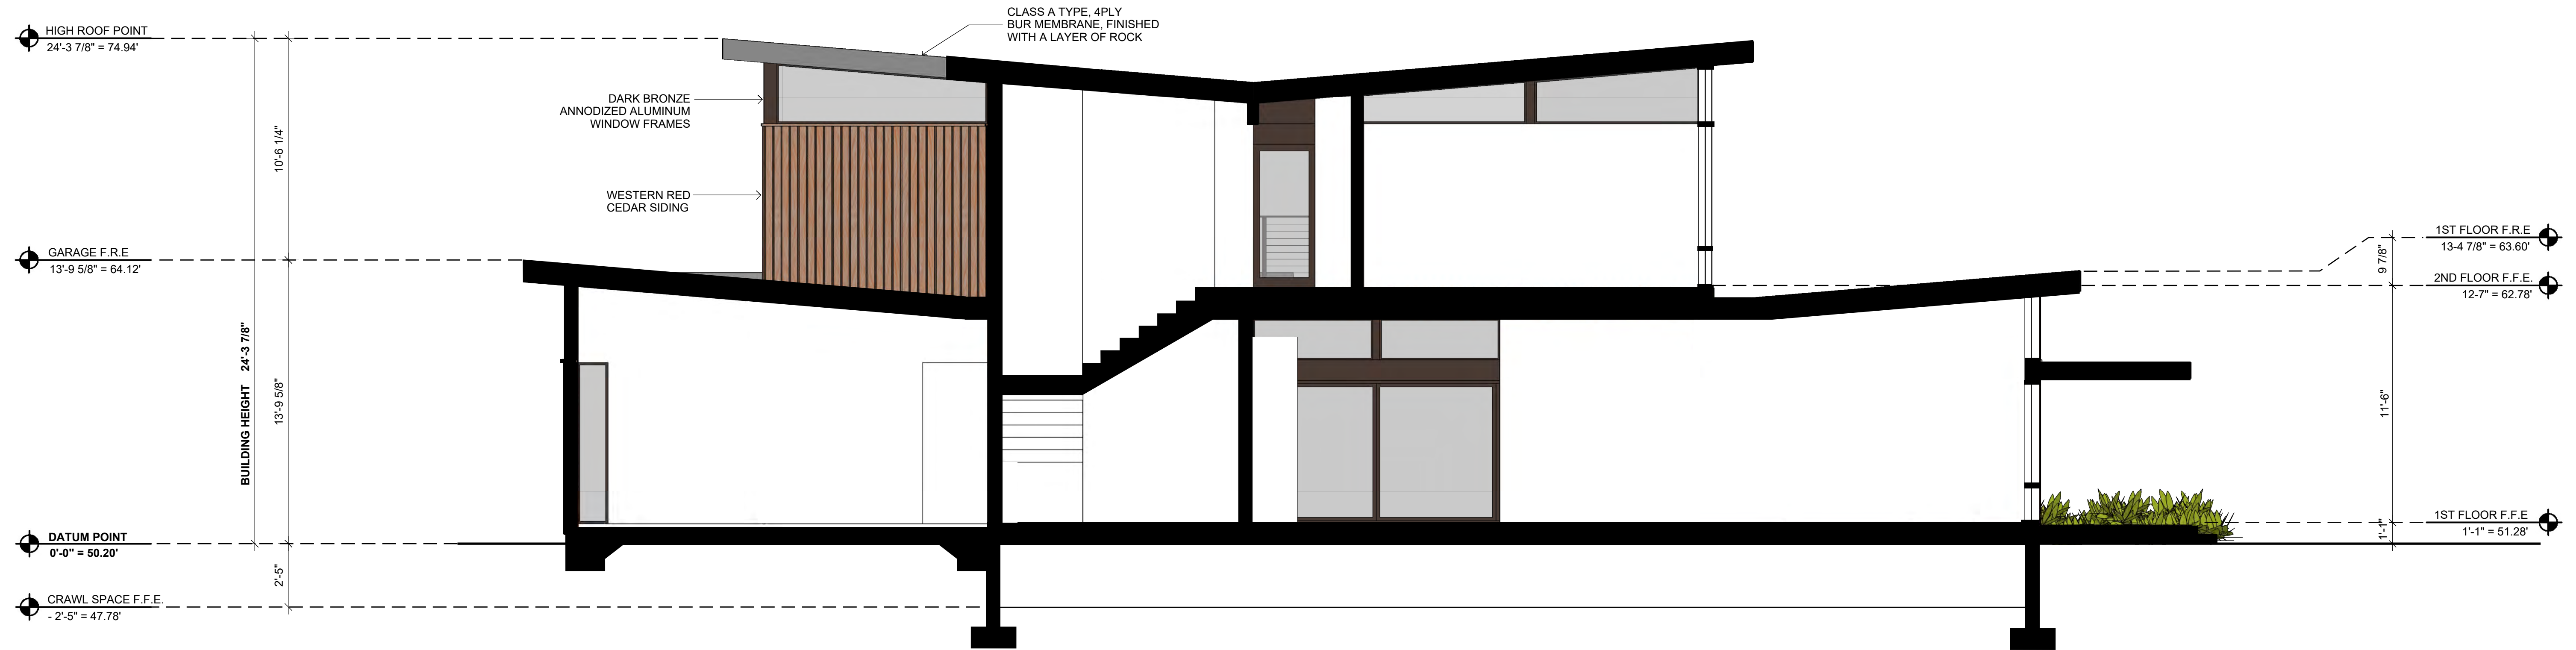 CLASS A TYPE, 4PLY
BUR MEMBRANE, FINISHED
WITH A LAYER OF ROCK
HIGH ROOF POINT
24'-3 7/8" = 74.94'
DARK BRONZE
ANNODIZED ALUMINUM
WINDOW FRAMES
10'-6 1/4"
WESTERN RED
CEDAR SIDING
GARAGE F.R.E
13'-9 5/8" = 64.12'
1ST FLOOR F.R.E
13-4 7/8" = 63.60'
9 7/8"
2ND FLOOR F.F.E.
12-7" = 62.78'
BUILDING HEIGHT 24'-3 7/8"
13'-9 5/8"
11'-6"
1ST FLOOR F.F.E
1'-1" = 51.28'
1'-1"
DATUM POINT
0'-0" = 50.20'
2'-5"
CRAWL SPACE F.F.E.
- 2'-5" = 47.78'